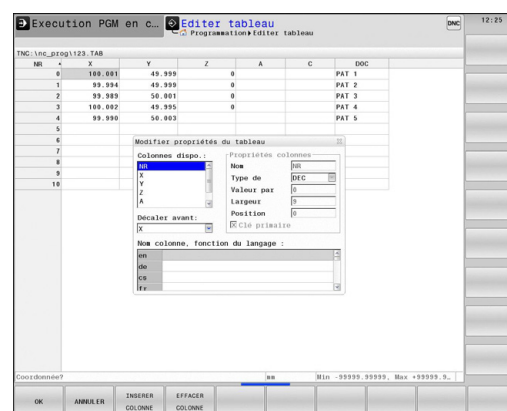 Execution PGM en c... Editer tableau DNC 12:25
Programmation Editer tableau
TNC:\nc_prog\123.TAB
NR X Y Z A C DOC
0 100.001 49.999 0 PAT 1
1 99.994 49.999 0 PAT 2
2 99.989 50.001 0 PAT 3
3 100.002 49.995 0 PAT 4
4 99.990 50.003 PAT 5
5
6
7
8
9
10
Modifier propriétés du tableau
Colonnes dispo.: Propriétés colonnes
NR
X
Y
Z
A
Nom NR
Type de DEC
Valeur par 0
Largeur 9
Position 0
Clé primaire
Décaler avant:
X
Nom colonne, fonction du langage :
en
de
cs
fr
Coordonnée? mm Min -99999.99999, Max +99999.9…
OK ANNULER INSERER COLONNE EFFACER COLONNE